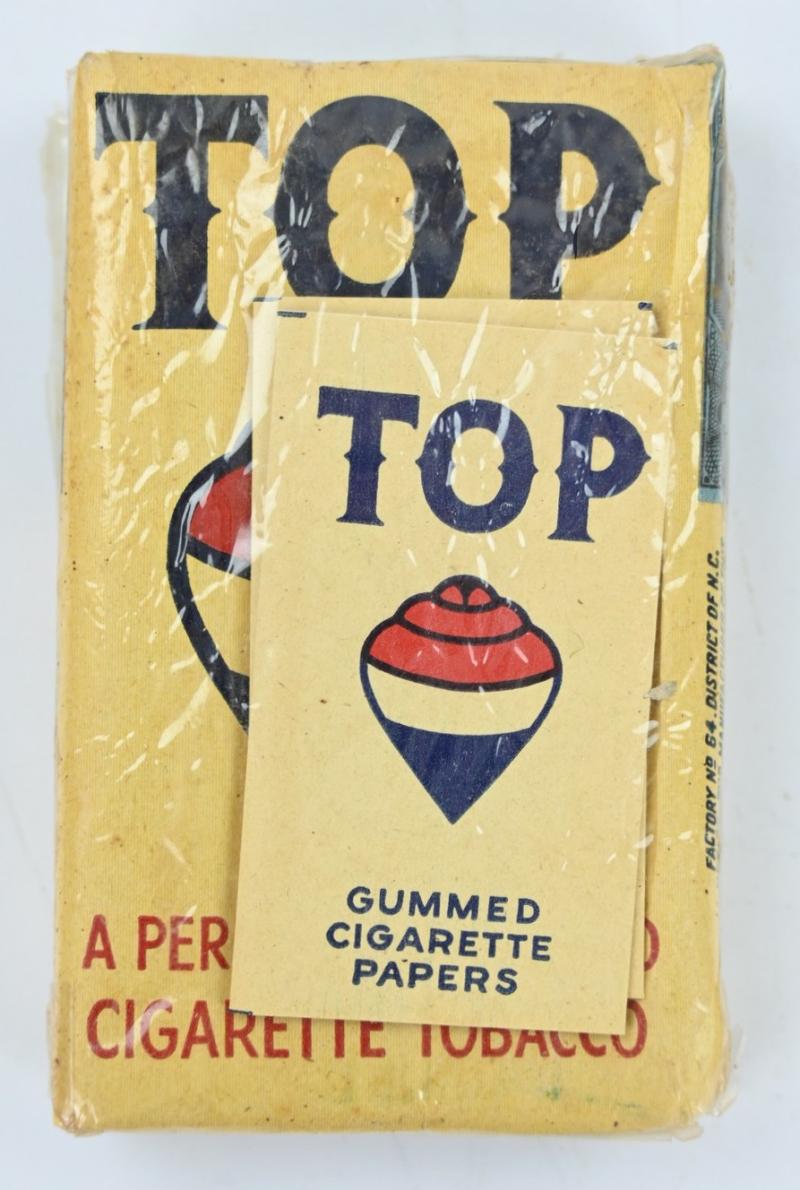 TOP
TOP
GUMMED
CIGARETTE
PAPERS
A PER
CIGARETTE TOBACCO
FACTORY Nº 64. DISTRICT OF N.C.